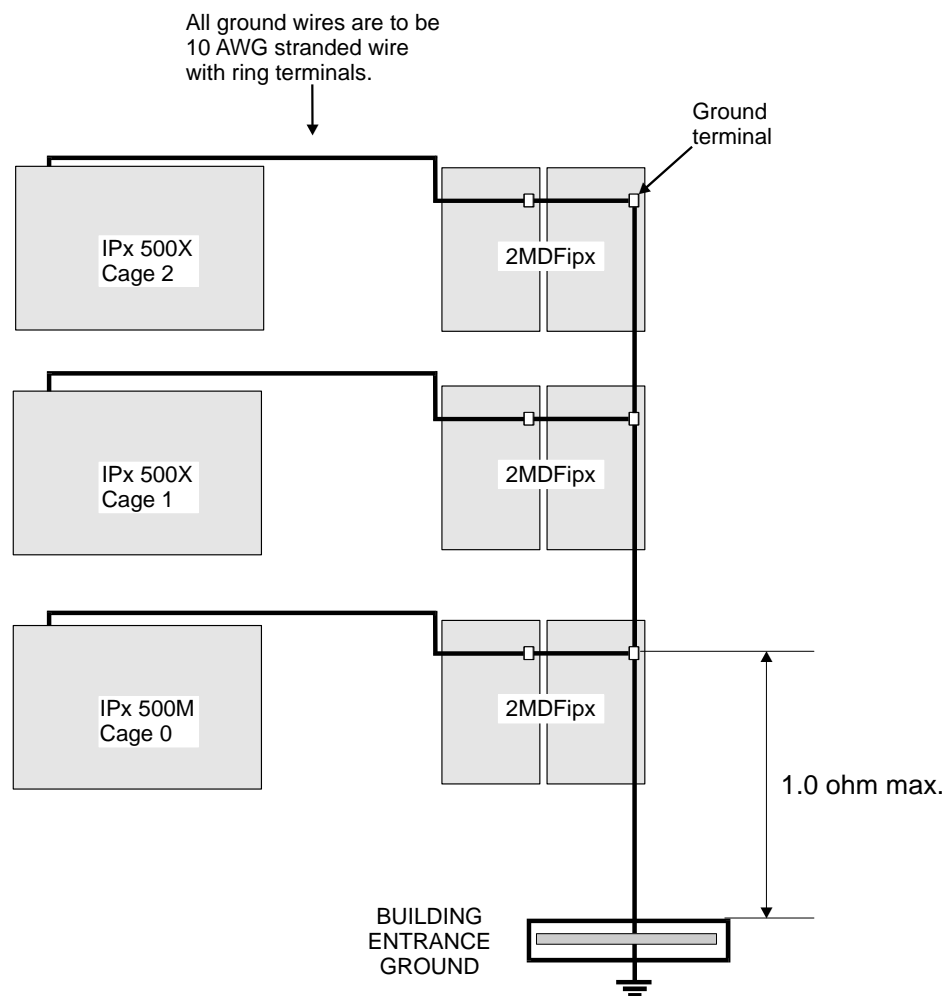 All ground wires are to be
10 AWG stranded wire
with ring terminals.
Ground
terminal
IPx 500X
Cage 2
2MDFipx
IPx 500X
Cage 1
2MDFipx
IPx 500M
Cage 0
2MDFipx
1.0 ohm max.
BUILDING
ENTRANCE
GROUND